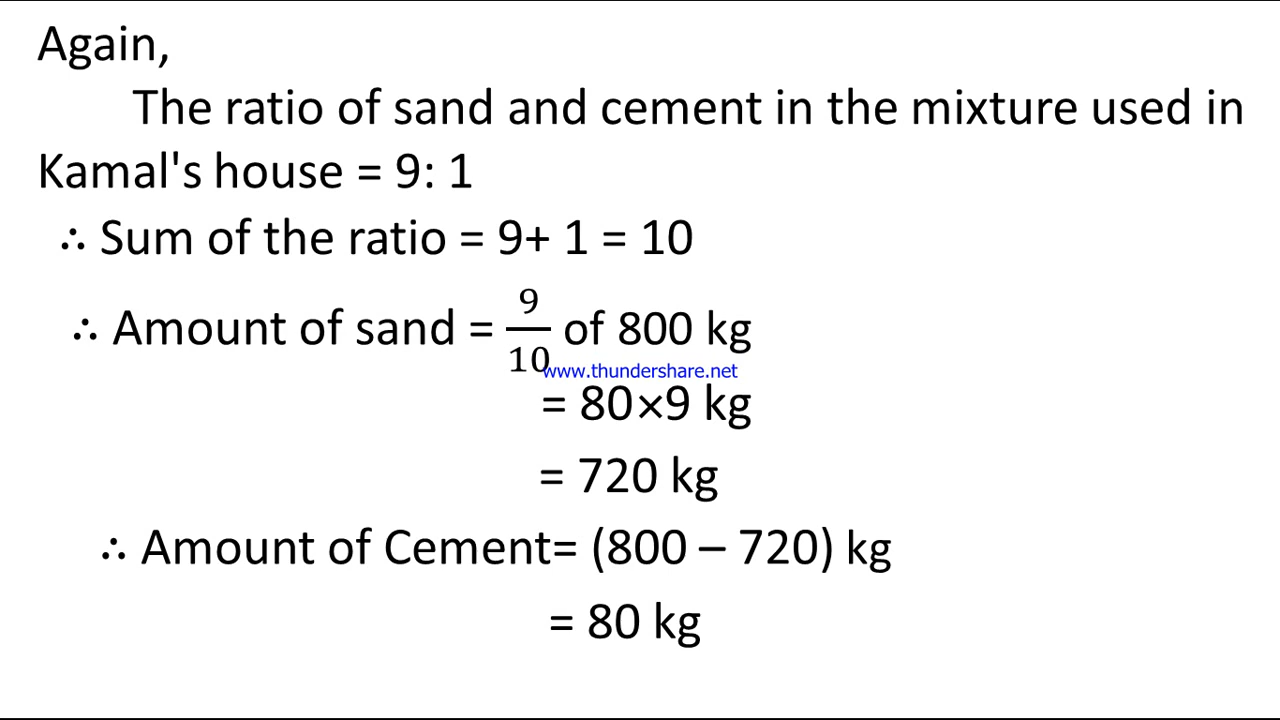 Again,
The ratio of sand and cement in the mixture used in
Kamal's house = 9: 1
∴ Sum of the ratio = 9+ 1 = 10
∴ Amount of sand = 9/10 of 800 kg
www.thundershare.net
= 80×9 kg
= 720 kg
∴ Amount of Cement= (800 – 720) kg
= 80 kg